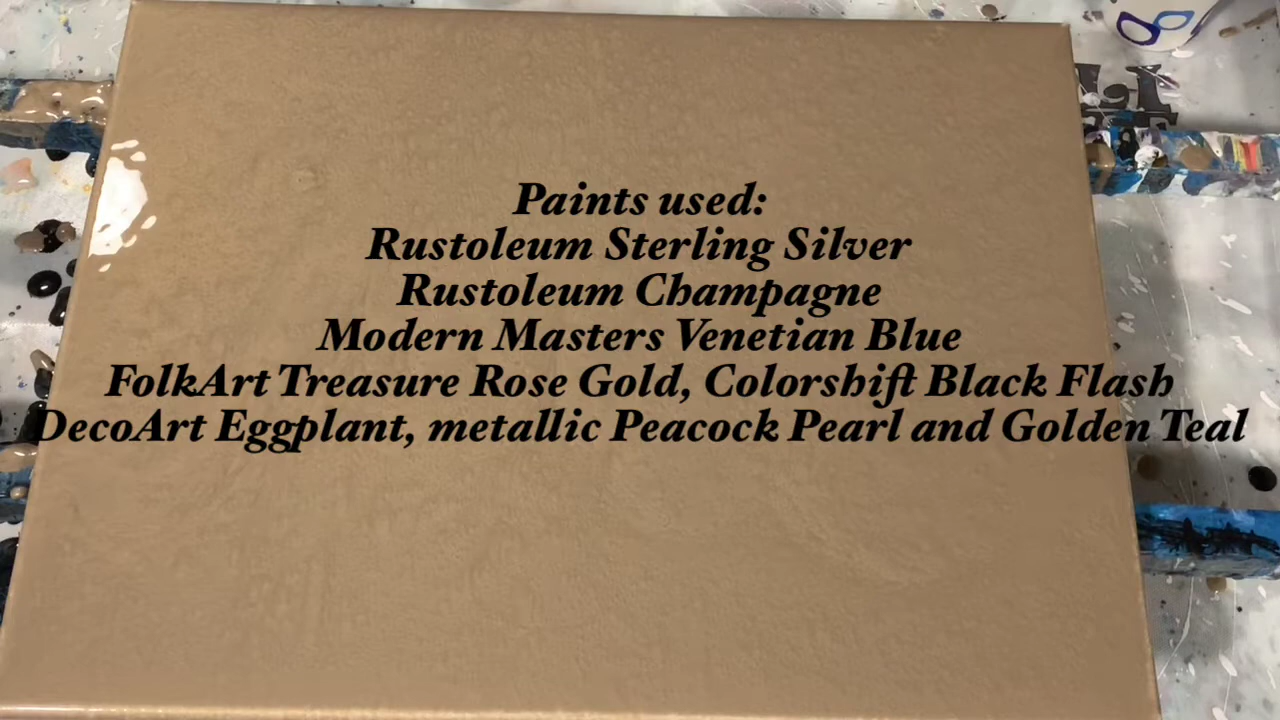 Paints used:
Rustoleum Sterling Silver
Rustoleum Champagne
Modern Masters Venetian Blue
FolkArt Treasure Rose Gold, Colorshift Black Flash
DecoArt Eggplant, metallic Peacock Pearl and Golden Teal